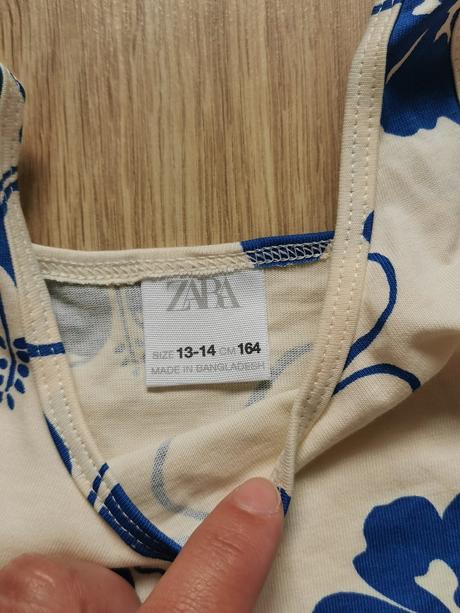 ZARA
SIZE 13-14 CM 164
MADE IN BANGLADESH